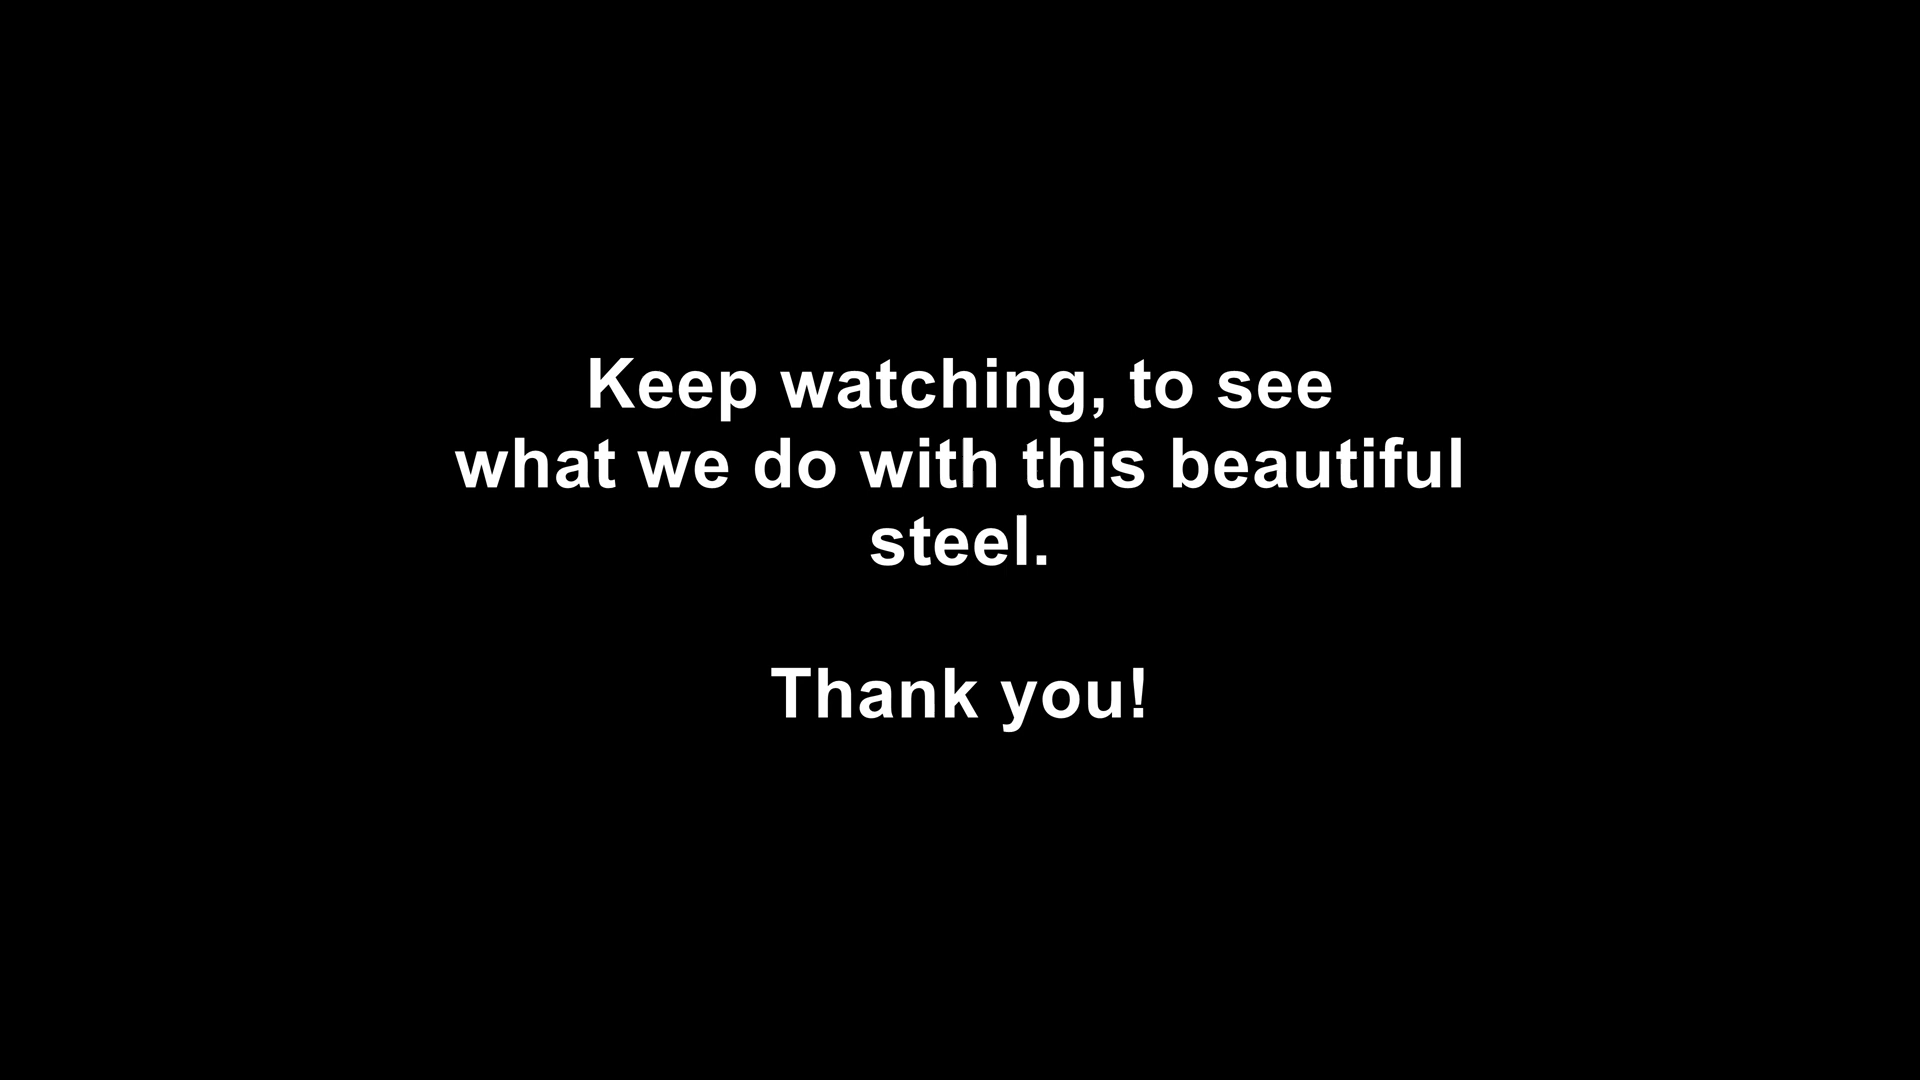 Keep watching, to see
what we do with this beautiful
steel.
Thank you!